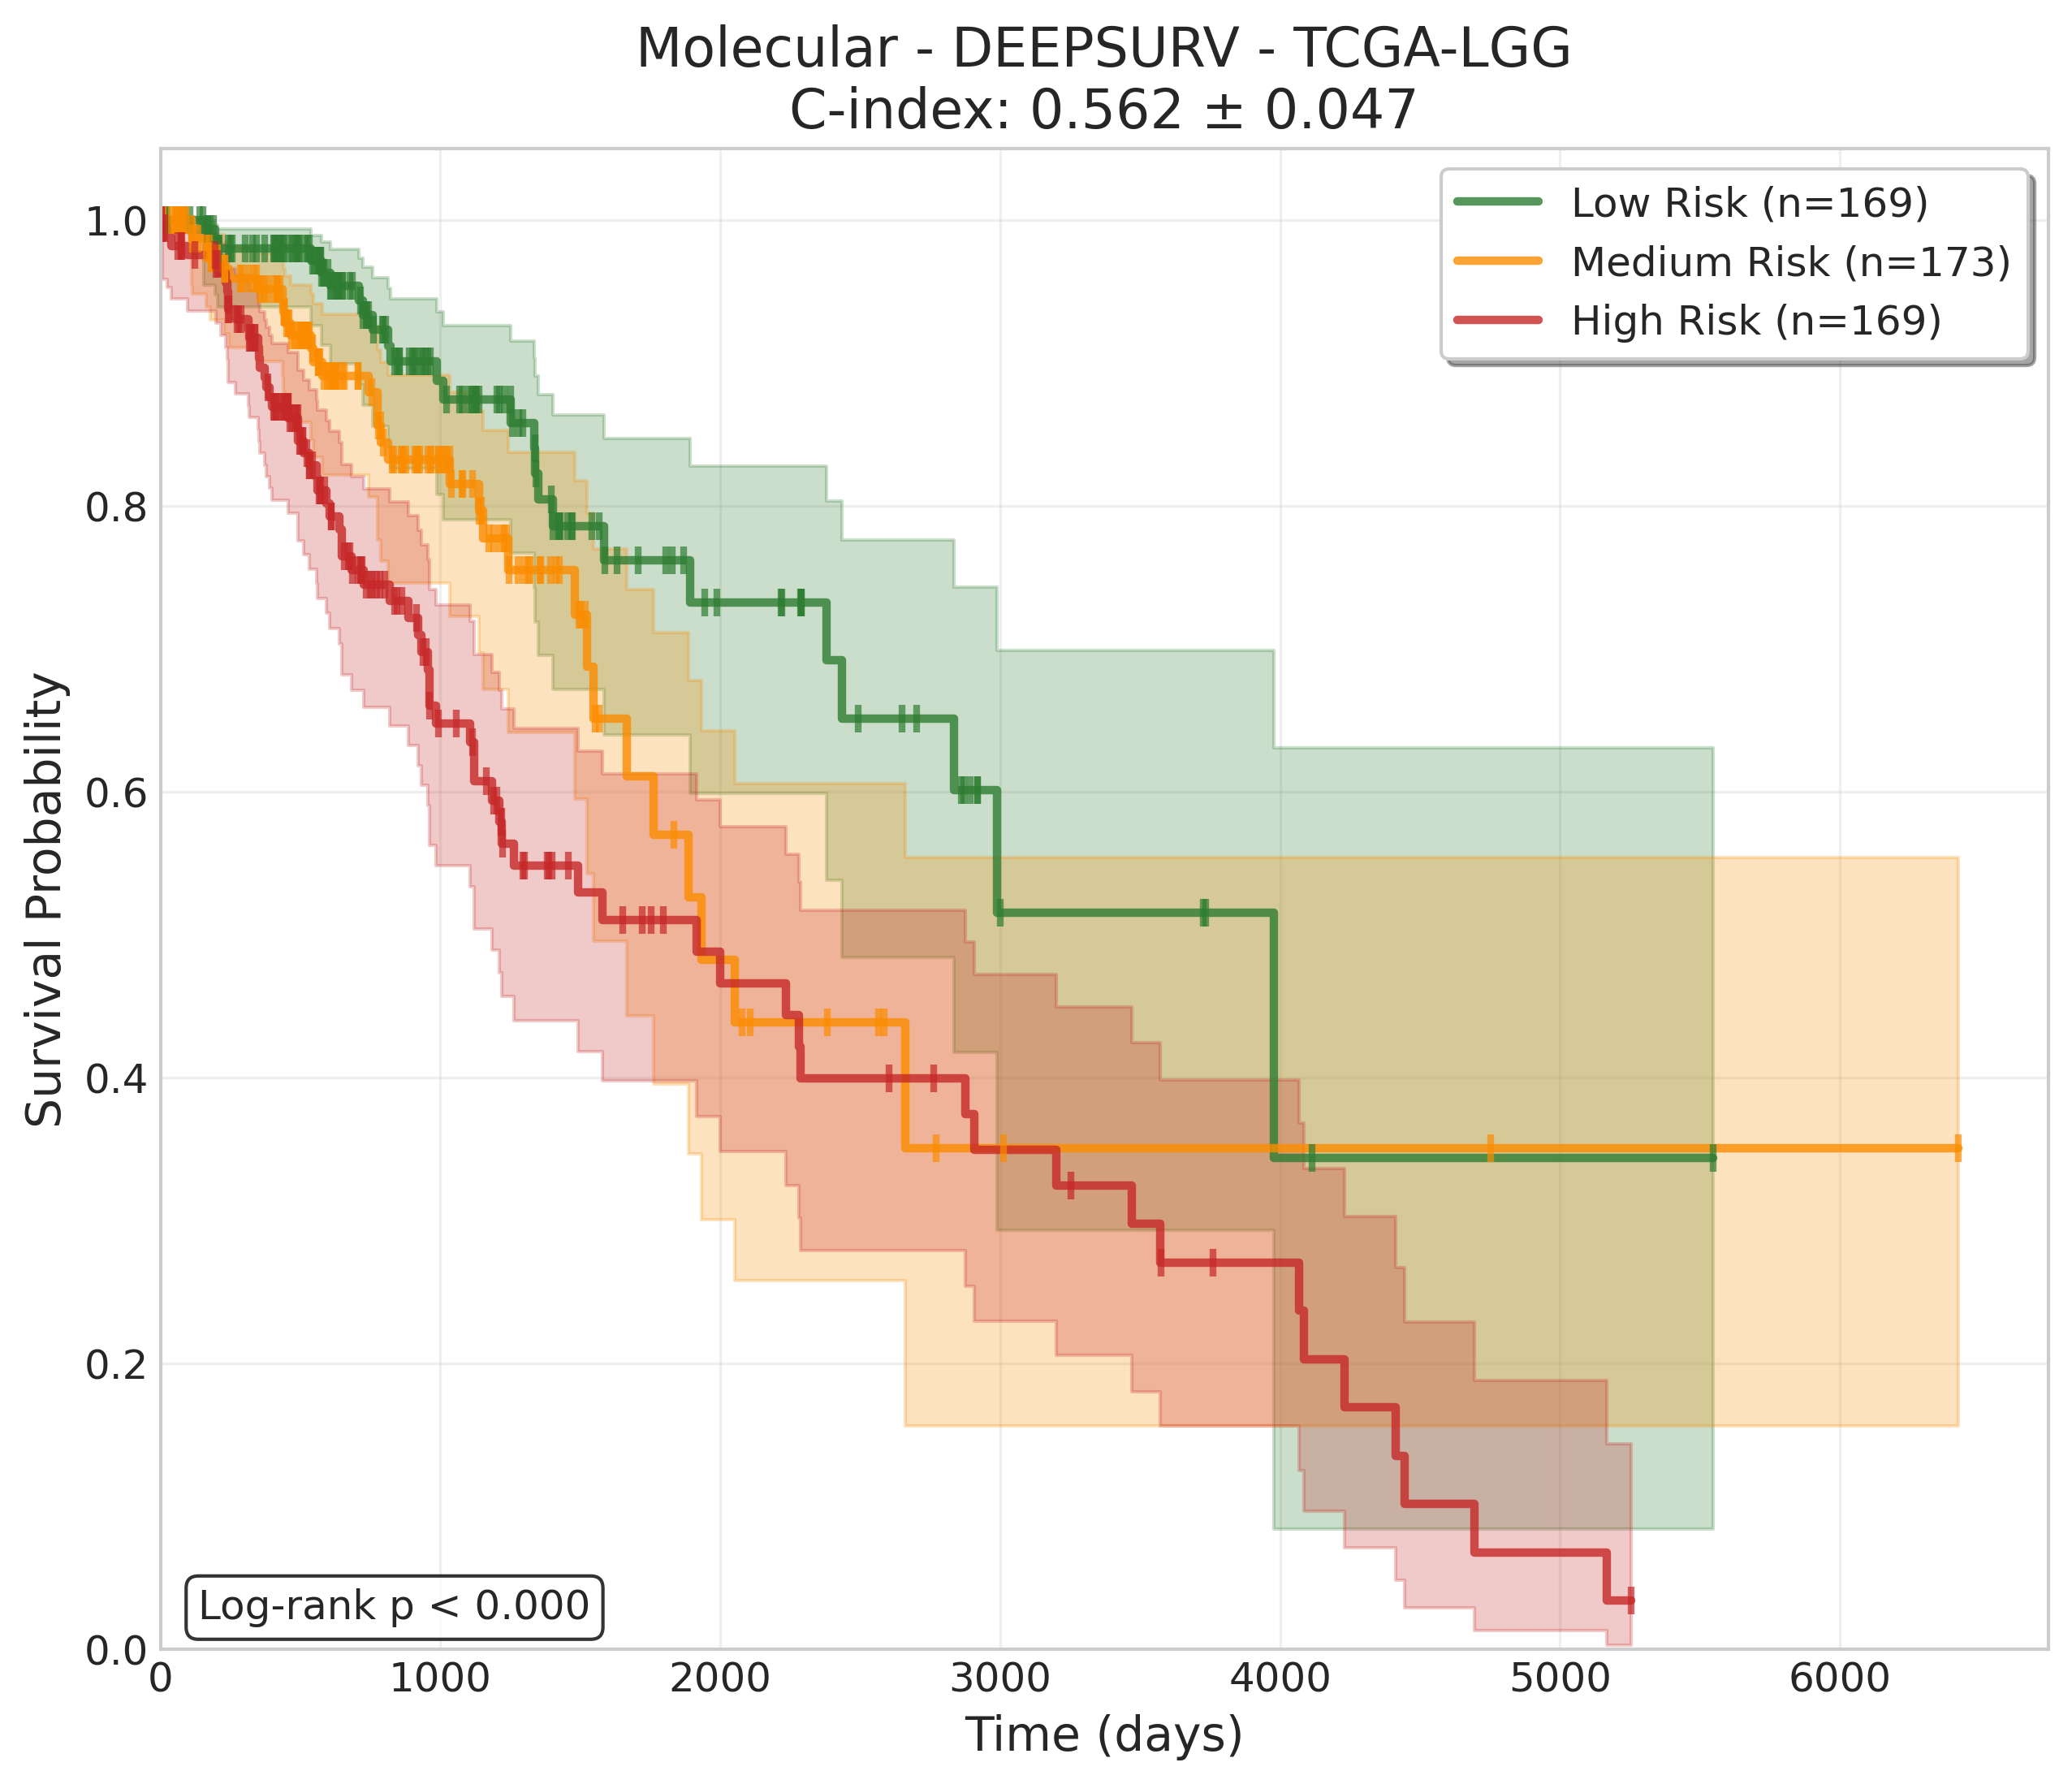 Molecular - DEEPSURV - TCGA-LGG
C-index: 0.562 ± 0.047
Low Risk (n=169)
Medium Risk (n=173)
High Risk (n=169)
Survival Probability
1.0
0.8
0.6
0.4
0.2
0.0
Log-rank p < 0.000
0 1000 2000 3000 4000 5000 6000
Time (days)